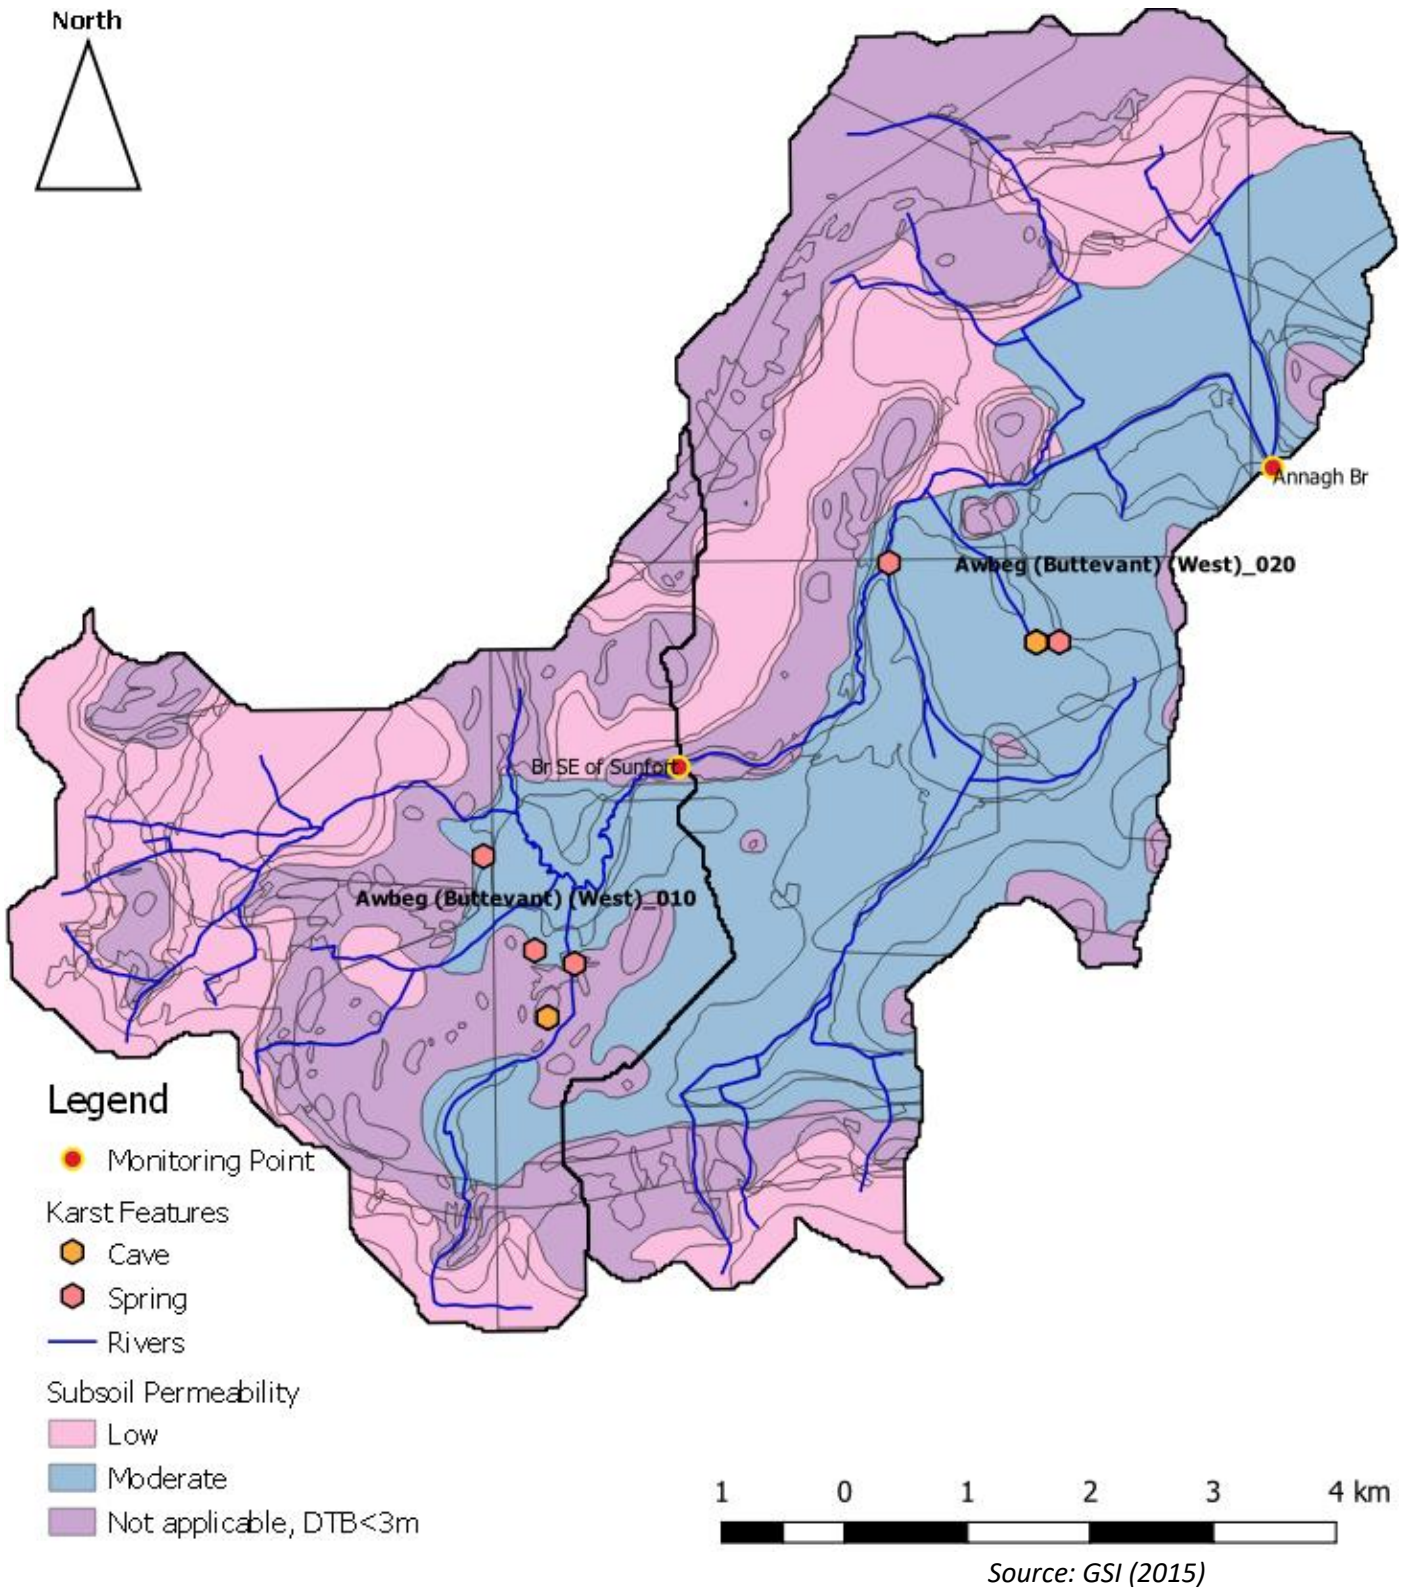 North
Annagh Br
Awbeg (Buttevant) (West)_020
Br SE of Sunfort
Awbeg (Buttevant) (West)_010
Legend
Monitoring Point
Karst Features
Cave
Spring
Rivers
Subsoil Permeability
Low
Moderate
Not applicable, DTB<3m
1 0 1 2 3 4 km
Source: GSI (2015)